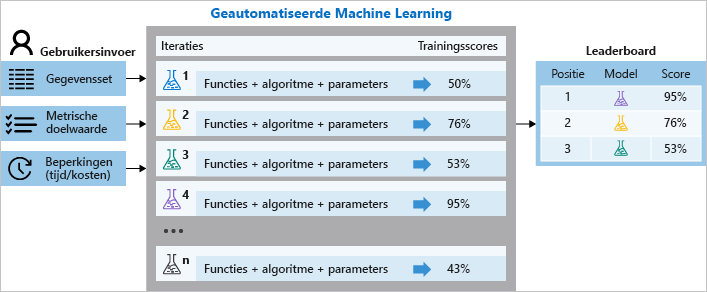 Geautomatiseerde Machine Learning
Gebruikersinvoer
Gegevensset
Metrische
doelwaarde
Beperkingen
(tijd/kosten)
Iteraties Trainingsscores
1 Functies + algoritme + parameters 50%
2 Functies + algoritme + parameters 76%
3 Functies + algoritme + parameters 53%
4 Functies + algoritme + parameters 95%
•••
n Functies + algoritme + parameters 43%
Leaderboard
Positie Model Score
1 95%
2 76%
3 53%